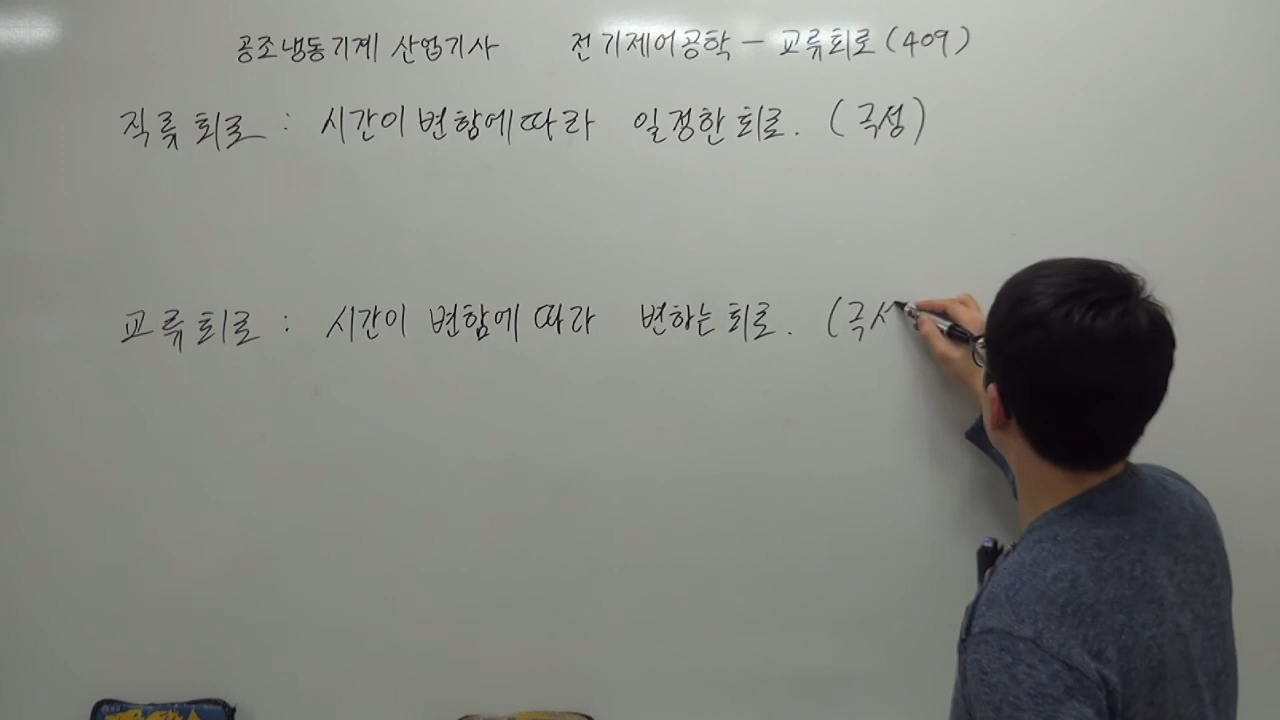 공조냉동기계 산업기사 전기제어공학 - 교류회로 (409)
직류회로 : 시간이 변함에 따라 일정한 회로. (극성)
교류회로 : 시간이 변함에 따라 변하는 회로. (극ㅅ